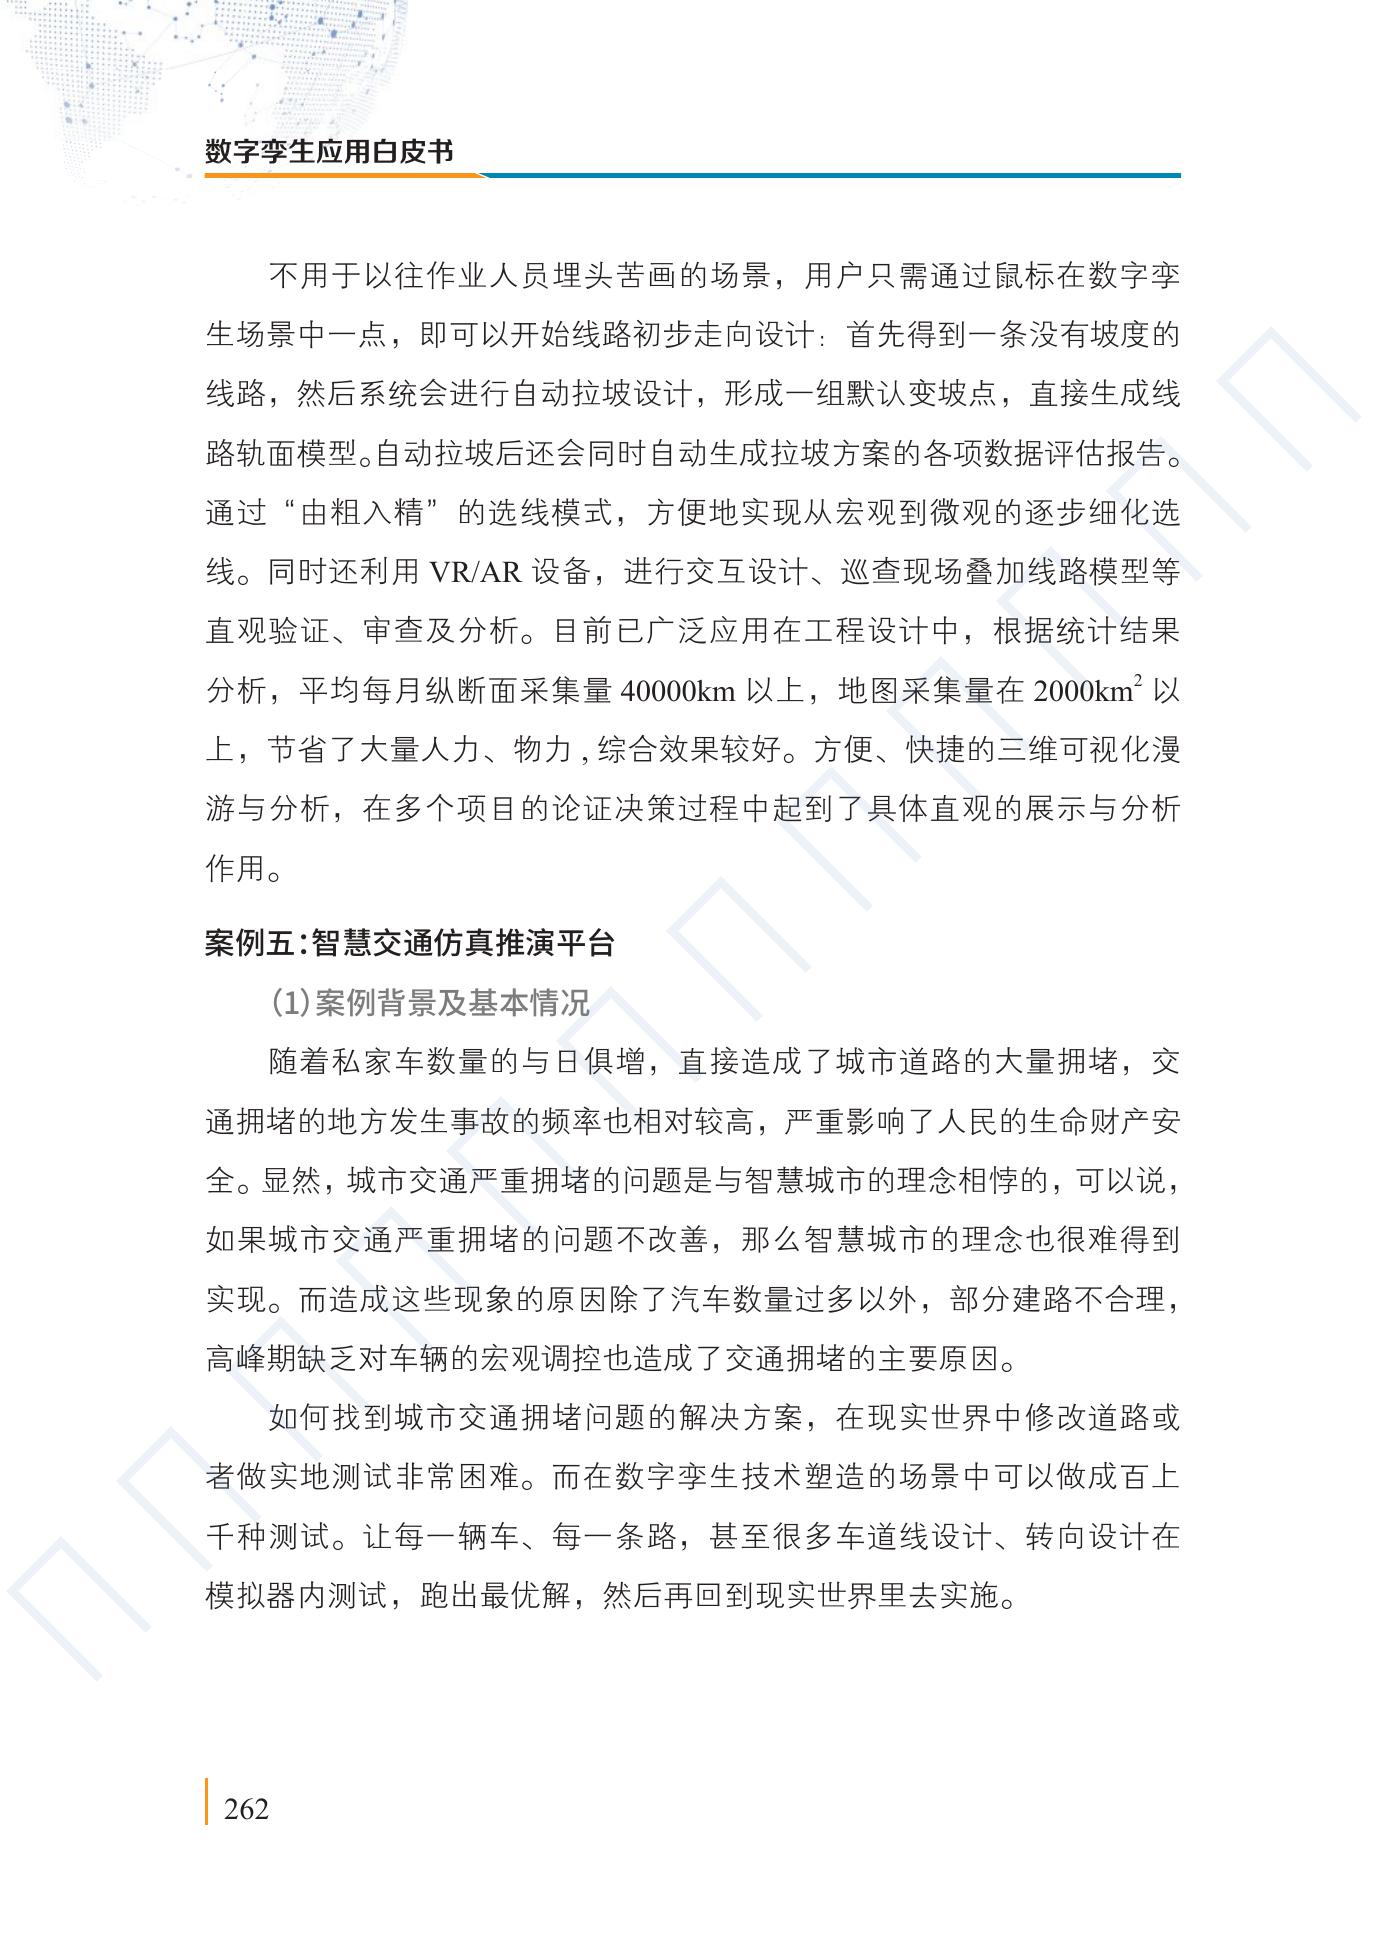 数字孪生应用白皮书
不用于以往作业人员埋头苦画的场景，用户只需通过鼠标在数字孪
生场景中一点，即可以开始线路初步走向设计：首先得到一条没有坡度的
线路，然后系统会进行自动拉坡设计，形成一组默认变坡点，直接生成线
路轨面模型。自动拉坡后还会同时自动生成拉坡方案的各项数据评估报告。
通过“由粗入精”的选线模式，方便地实现从宏观到微观的逐步细化选
线。同时还利用 VR/AR 设备，进行交互设计、巡查现场叠加线路模型等
直观验证、审查及分析。目前已广泛应用在工程设计中，根据统计结果
分析，平均每月纵断面采集量 40000km 以上，地图采集量在 2000km² 以
上，节省了大量人力、物力 , 综合效果较好。方便、快捷的三维可视化漫
游与分析，在多个项目的论证决策过程中起到了具体直观的展示与分析
作用。
案例五：智慧交通仿真推演平台
（1）案例背景及基本情况
随着私家车数量的与日俱增，直接造成了城市道路的大量拥堵，交
通拥堵的地方发生事故的频率也相对较高，严重影响了人民的生命财产安
全。显然，城市交通严重拥堵的问题是与智慧城市的理念相悖的，可以说，
如果城市交通严重拥堵的问题不改善，那么智慧城市的理念也很难得到
实现。而造成这些现象的原因除了汽车数量过多以外，部分建路不合理，
高峰期缺乏对车辆的宏观调控也造成了交通拥堵的主要原因。
如何找到城市交通拥堵问题的解决方案，在现实世界中修改道路或
者做实地测试非常困难。而在数字孪生技术塑造的场景中可以做成百上
千种测试。让每一辆车、每一条路，甚至很多车道线设计、转向设计在
模拟器内测试，跑出最优解，然后再回到现实世界里去实施。
262